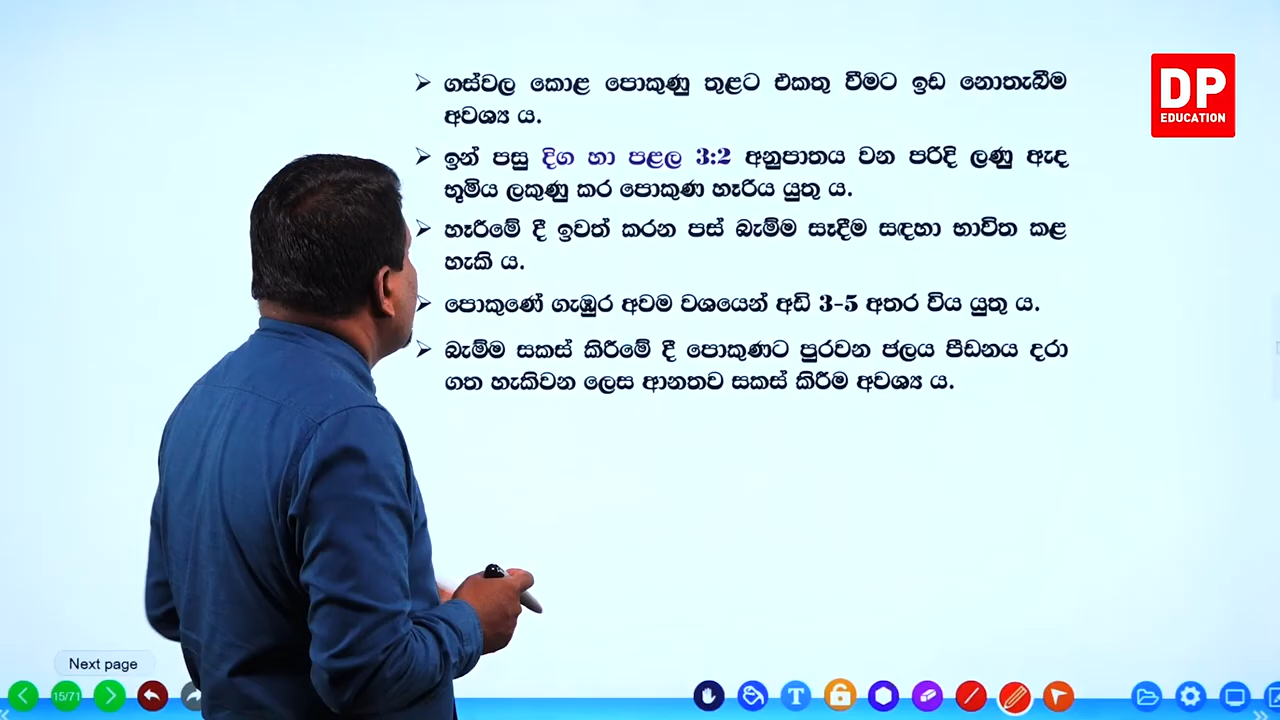 ➢ ගස්වල කොළ පොකුණු තුළට එකතු වීමට ඉඩ නොතැබීම
අවශ්‍ය ය.
➢ ඉන් පසු දිග හා පළල 3:2 අනුපාතය වන පරිදි ලණු ඇද
භූමිය ලකුණු කර පොකුණ හෑරිය යුතු ය.
➢ හෑරීමේ දී ඉවත් කරන පස් බැම්ම සෑදීම සඳහා භාවිත කළ
හැකි ය.
➢ පොකුණේ ගැඹුර අවම වශයෙන් අඩි 3-5 අතර විය යුතු ය.
➢ බැම්ම සකස් කිරීමේ දී පොකුණට පුරවන ජලය පීඩනය දරා
ගත හැකිවන ලෙස ආනතව සකස් කිරීම අවශ්‍ය ය.
DP
EDUCATION
Next page
15/71